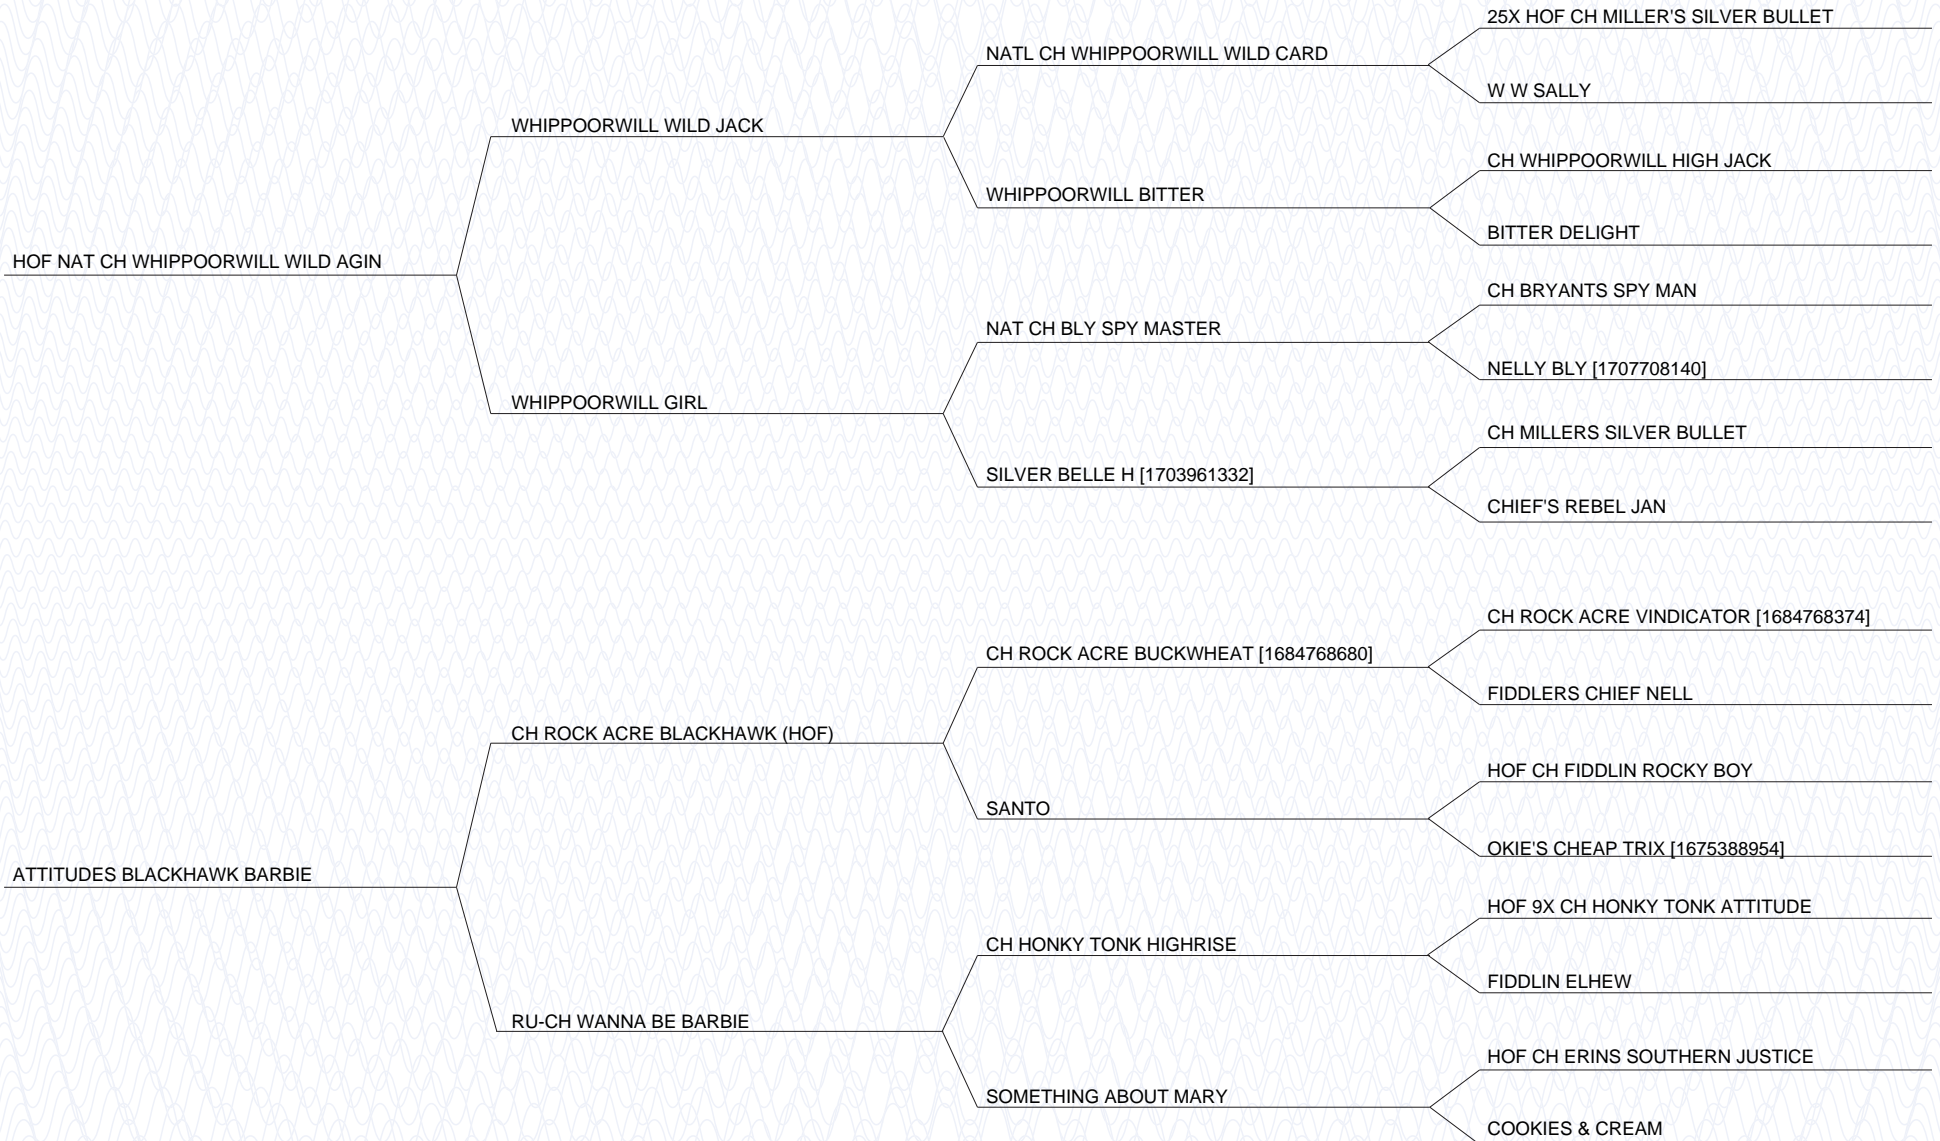 25X HOF CH MILLER'S SILVER BULLET
NATL CH WHIPPOORWILL WILD CARD
W W SALLY
WHIPPOORWILL WILD JACK
CH WHIPPOORWILL HIGH JACK
WHIPPOORWILL BITTER
BITTER DELIGHT
HOF NAT CH WHIPPOORWILL WILD AGIN
CH BRYANTS SPY MAN
NAT CH BLY SPY MASTER
NELLY BLY [1707708140]
WHIPPOORWILL GIRL
CH MILLERS SILVER BULLET
SILVER BELLE H [1703961332]
CHIEF'S REBEL JAN
CH ROCK ACRE VINDICATOR [1684768374]
CH ROCK ACRE BUCKWHEAT [1684768680]
FIDDLERS CHIEF NELL
CH ROCK ACRE BLACKHAWK (HOF)
HOF CH FIDDLIN ROCKY BOY
SANTO
OKIE'S CHEAP TRIX [1675388954]
ATTITUDES BLACKHAWK BARBIE
HOF 9X CH HONKY TONK ATTITUDE
CH HONKY TONK HIGHRISE
FIDDLIN ELHEW
RU-CH WANNA BE BARBIE
HOF CH ERINS SOUTHERN JUSTICE
SOMETHING ABOUT MARY
COOKIES & CREAM